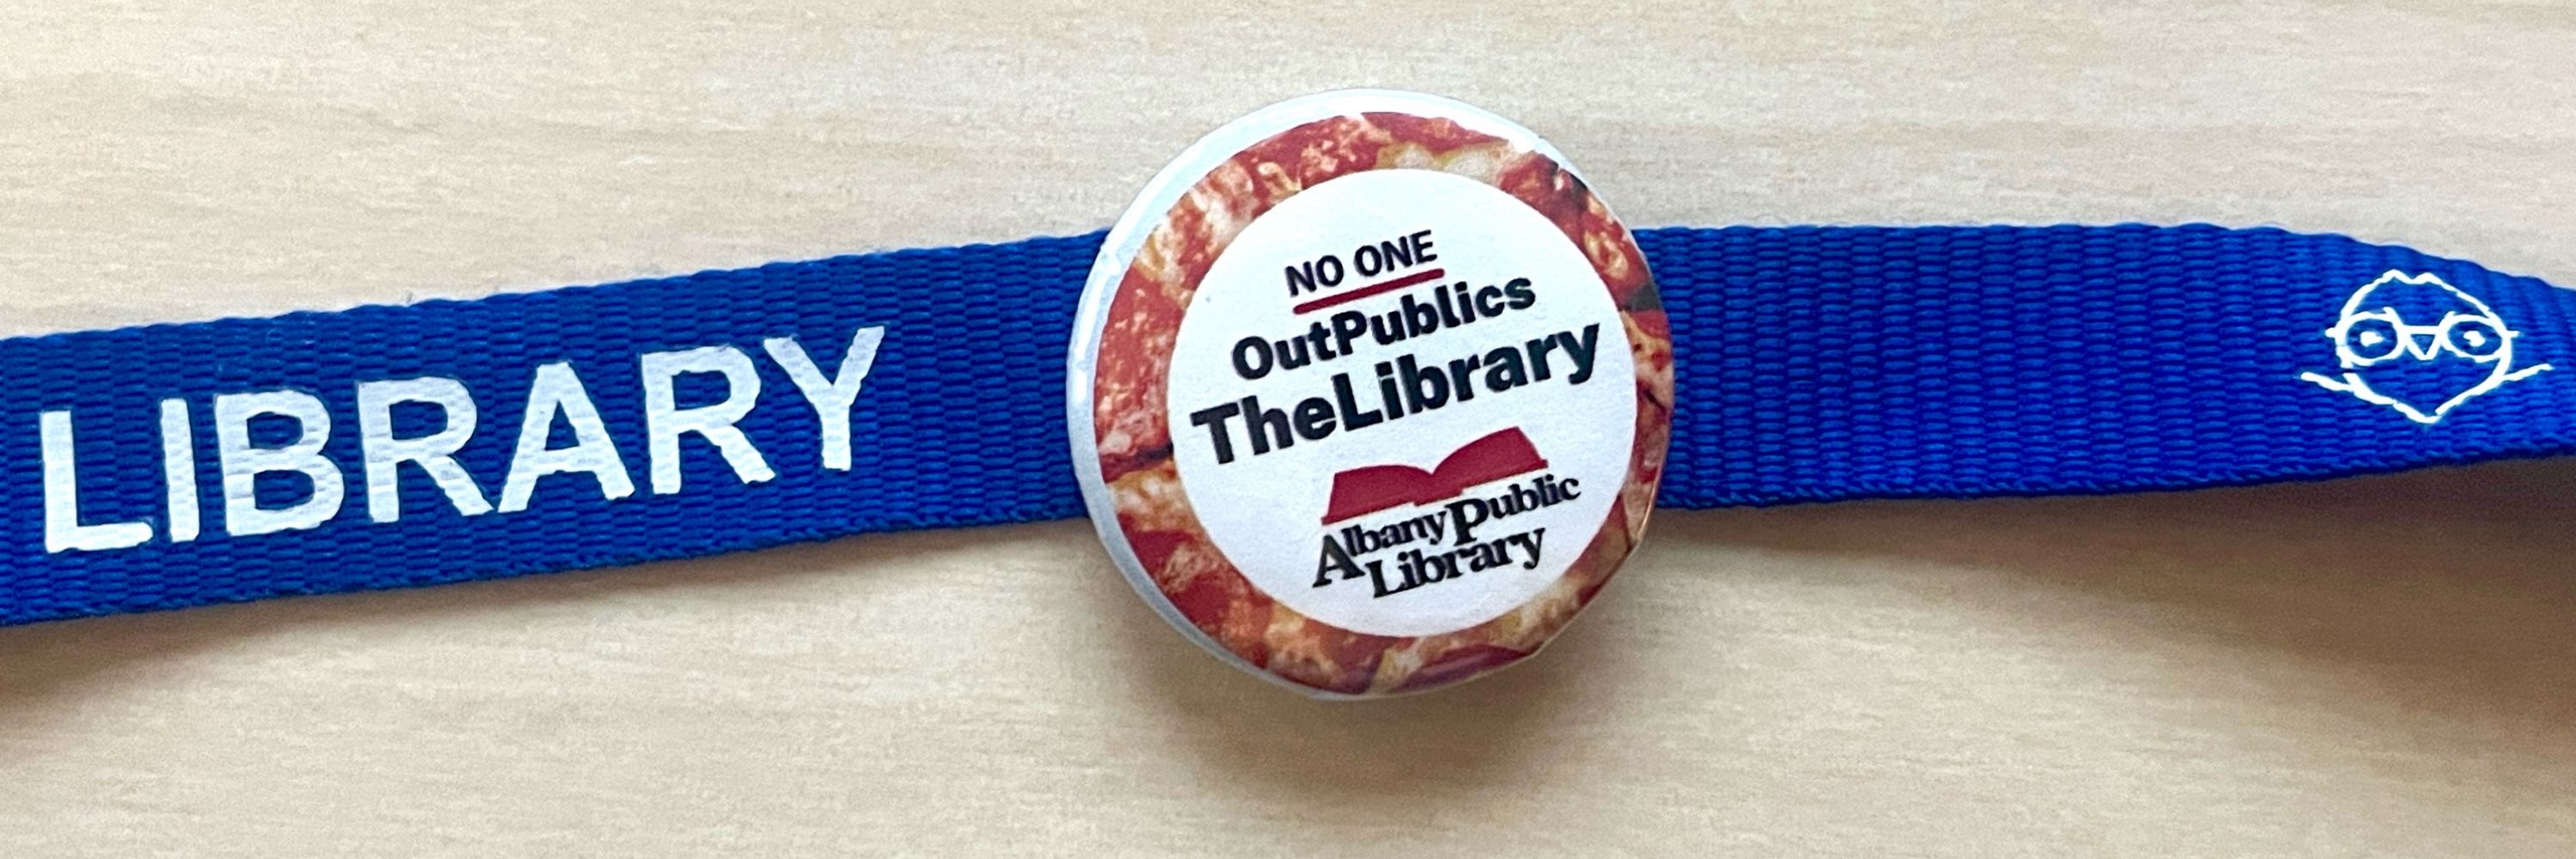 LIBRARY
NO ONE
OutPublics
TheLibrary
Albany Public
Library